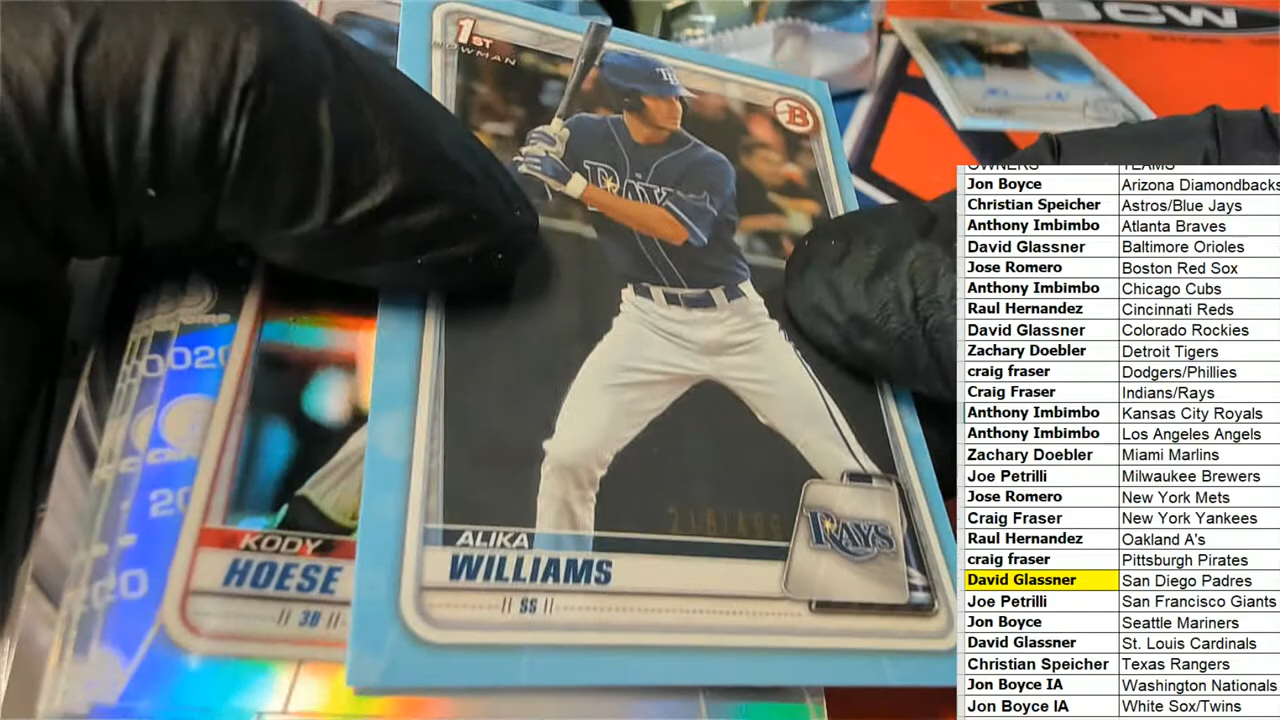 1ST
BOWMAN
B
TB
RAYS
RAYS
ALIKA
WILLIAMS
SS
KODY
HOESE
3B
BCW
OWNERS TEAMS
Jon Boyce Arizona Diamondbacks
Christian Speicher Astros/Blue Jays
Anthony Imbimbo Atlanta Braves
David Glassner Baltimore Orioles
Jose Romero Boston Red Sox
Anthony Imbimbo Chicago Cubs
Raul Hernandez Cincinnati Reds
David Glassner Colorado Rockies
Zachary Doebler Detroit Tigers
craig fraser Dodgers/Phillies
Craig Fraser Indians/Rays
Anthony Imbimbo Kansas City Royals
Anthony Imbimbo Los Angeles Angels
Zachary Doebler Miami Marlins
Joe Petrilli Milwaukee Brewers
Jose Romero New York Mets
Craig Fraser New York Yankees
Raul Hernandez Oakland A's
craig fraser Pittsburgh Pirates
David Glassner San Diego Padres
Joe Petrilli San Francisco Giants
Jon Boyce Seattle Mariners
David Glassner St. Louis Cardinals
Christian Speicher Texas Rangers
Jon Boyce IA Washington Nationals
Jon Boyce IA White Sox/Twins